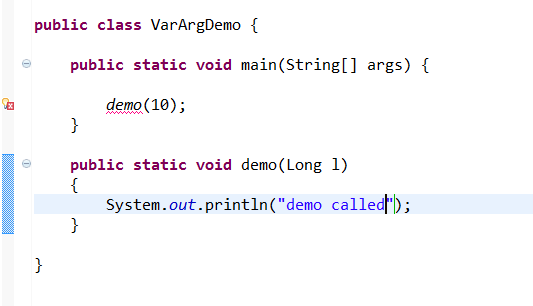 public class VarArgDemo {
public static void main(String[] args) {
demo(10);
}
public static void demo(Long l)
{
System.out.println("demo called");
}
}